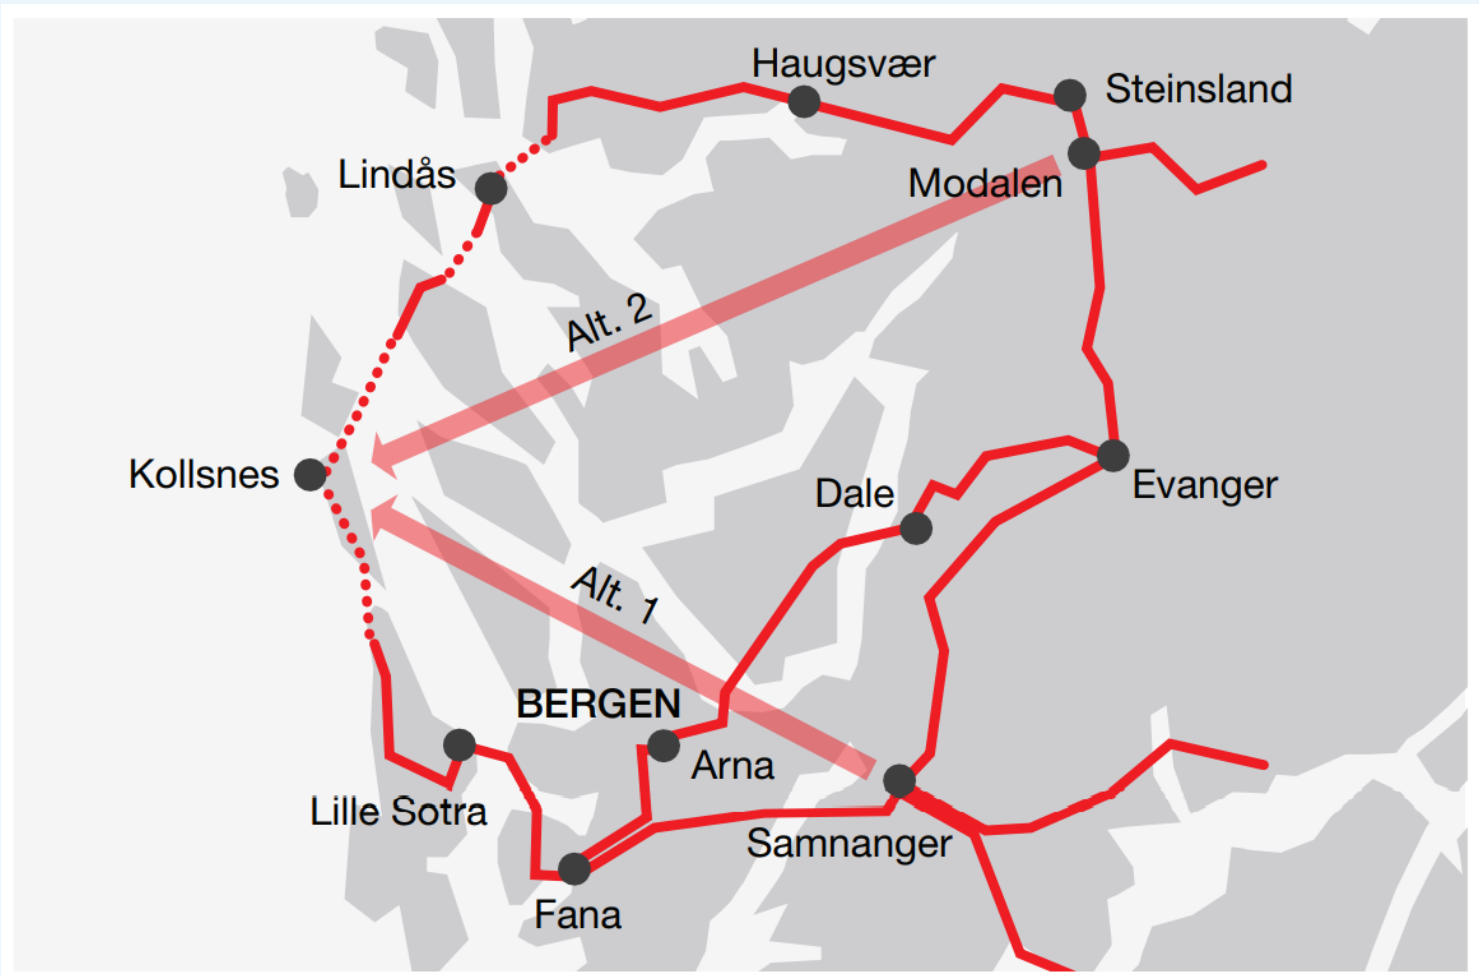 Haugsvær
Steinsland
Lindås
Modalen
Alt. 2
Kollsnes
Dale
Evanger
Alt. 1
BERGEN
Arna
Lille Sotra
Samnanger
Fana